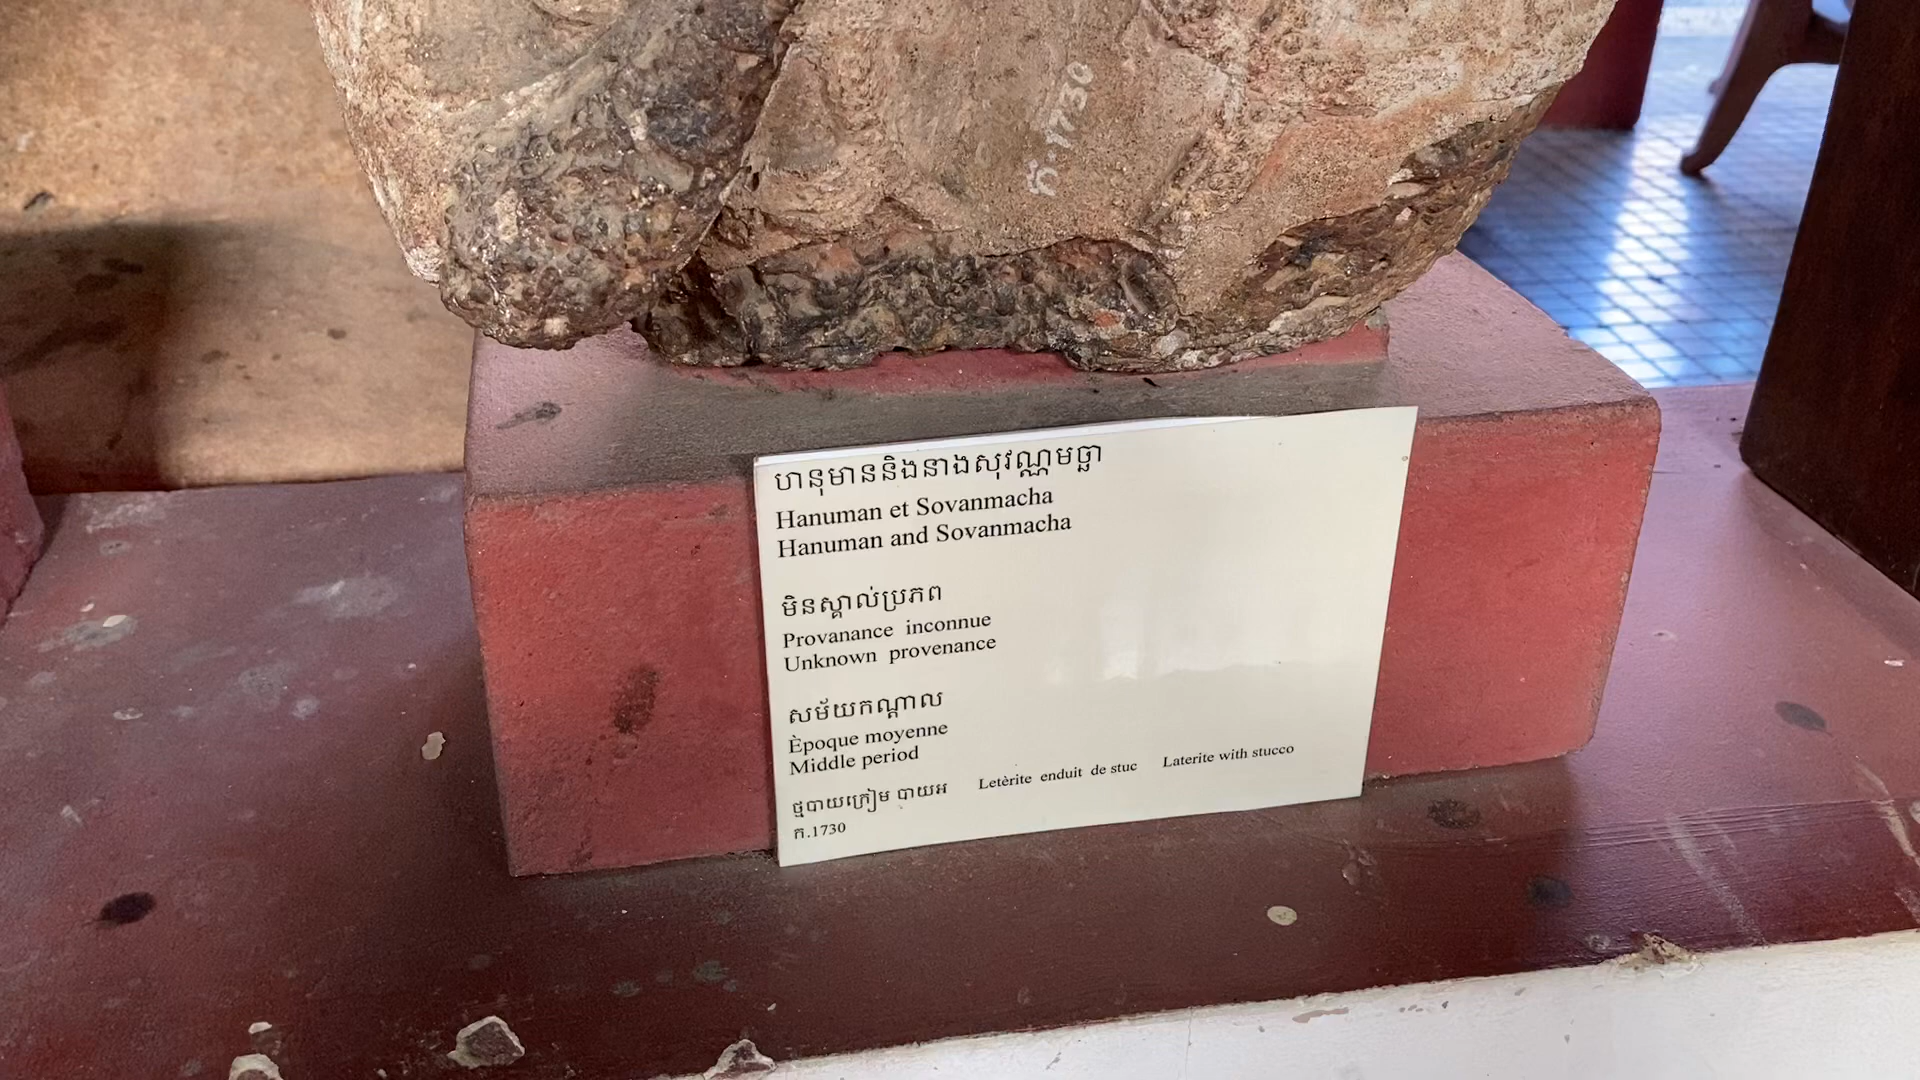 ក.1730
ហនុមាននិងនាងសុវណ្ណមច្ឆា
Hanuman et Sovanmacha
Hanuman and Sovanmacha
មិនស្គាល់ប្រភព
Provanance inconnue
Unknown provenance
សម័យកណ្តាល
Èpoque moyenne
Middle period
ថ្មបាយក្រៀម បាយអ Letèrite enduit de stuc Laterite with stucco
ក.1730